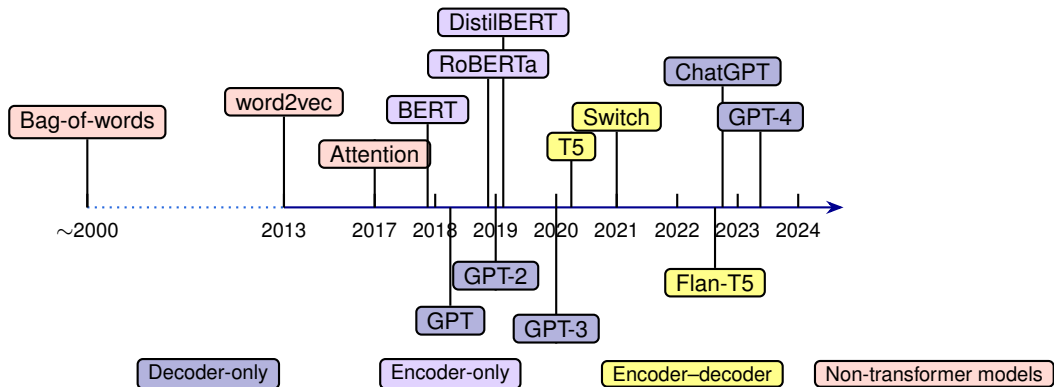 DistilBERT
RoBERTa
ChatGPT
Bag-of-words
word2vec
BERT
Switch
GPT-4
Attention
T5
∼2000
2013
2017
2018
2019
2020
2021
2022
2023
2024
GPT-2
Flan-T5
GPT
GPT-3
Decoder-only
Encoder-only
Encoder–decoder
Non-transformer models